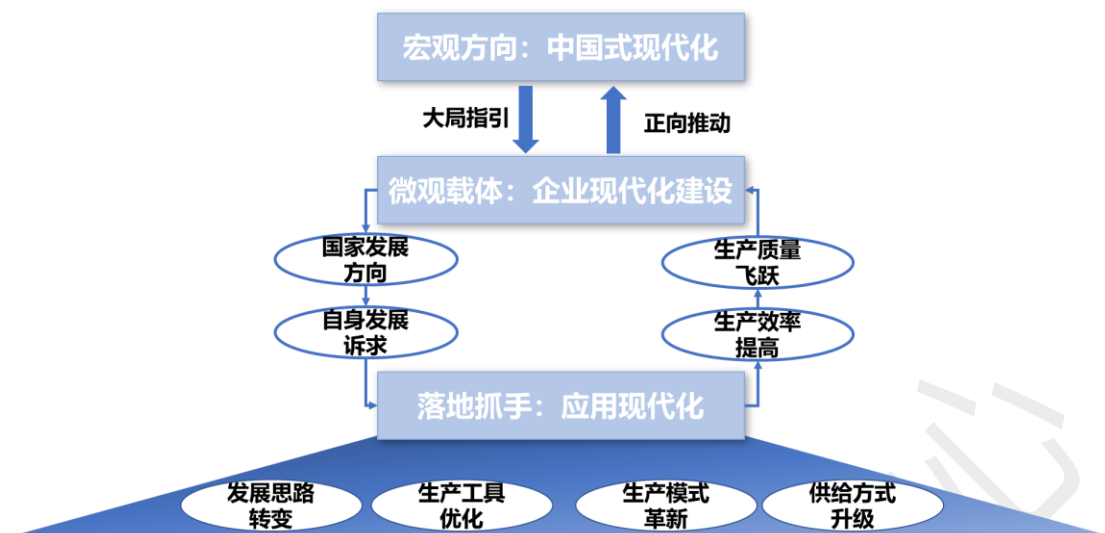 宏观方向：中国式现代化
大局指引
正向推动
微观载体：企业现代化建设
国家发展
方向
生产质量
飞跃
自身发展
诉求
生产效率
提高
落地抓手：应用现代化
发展思路
转变
生产工具
优化
生产模式
革新
供给方式
升级
心